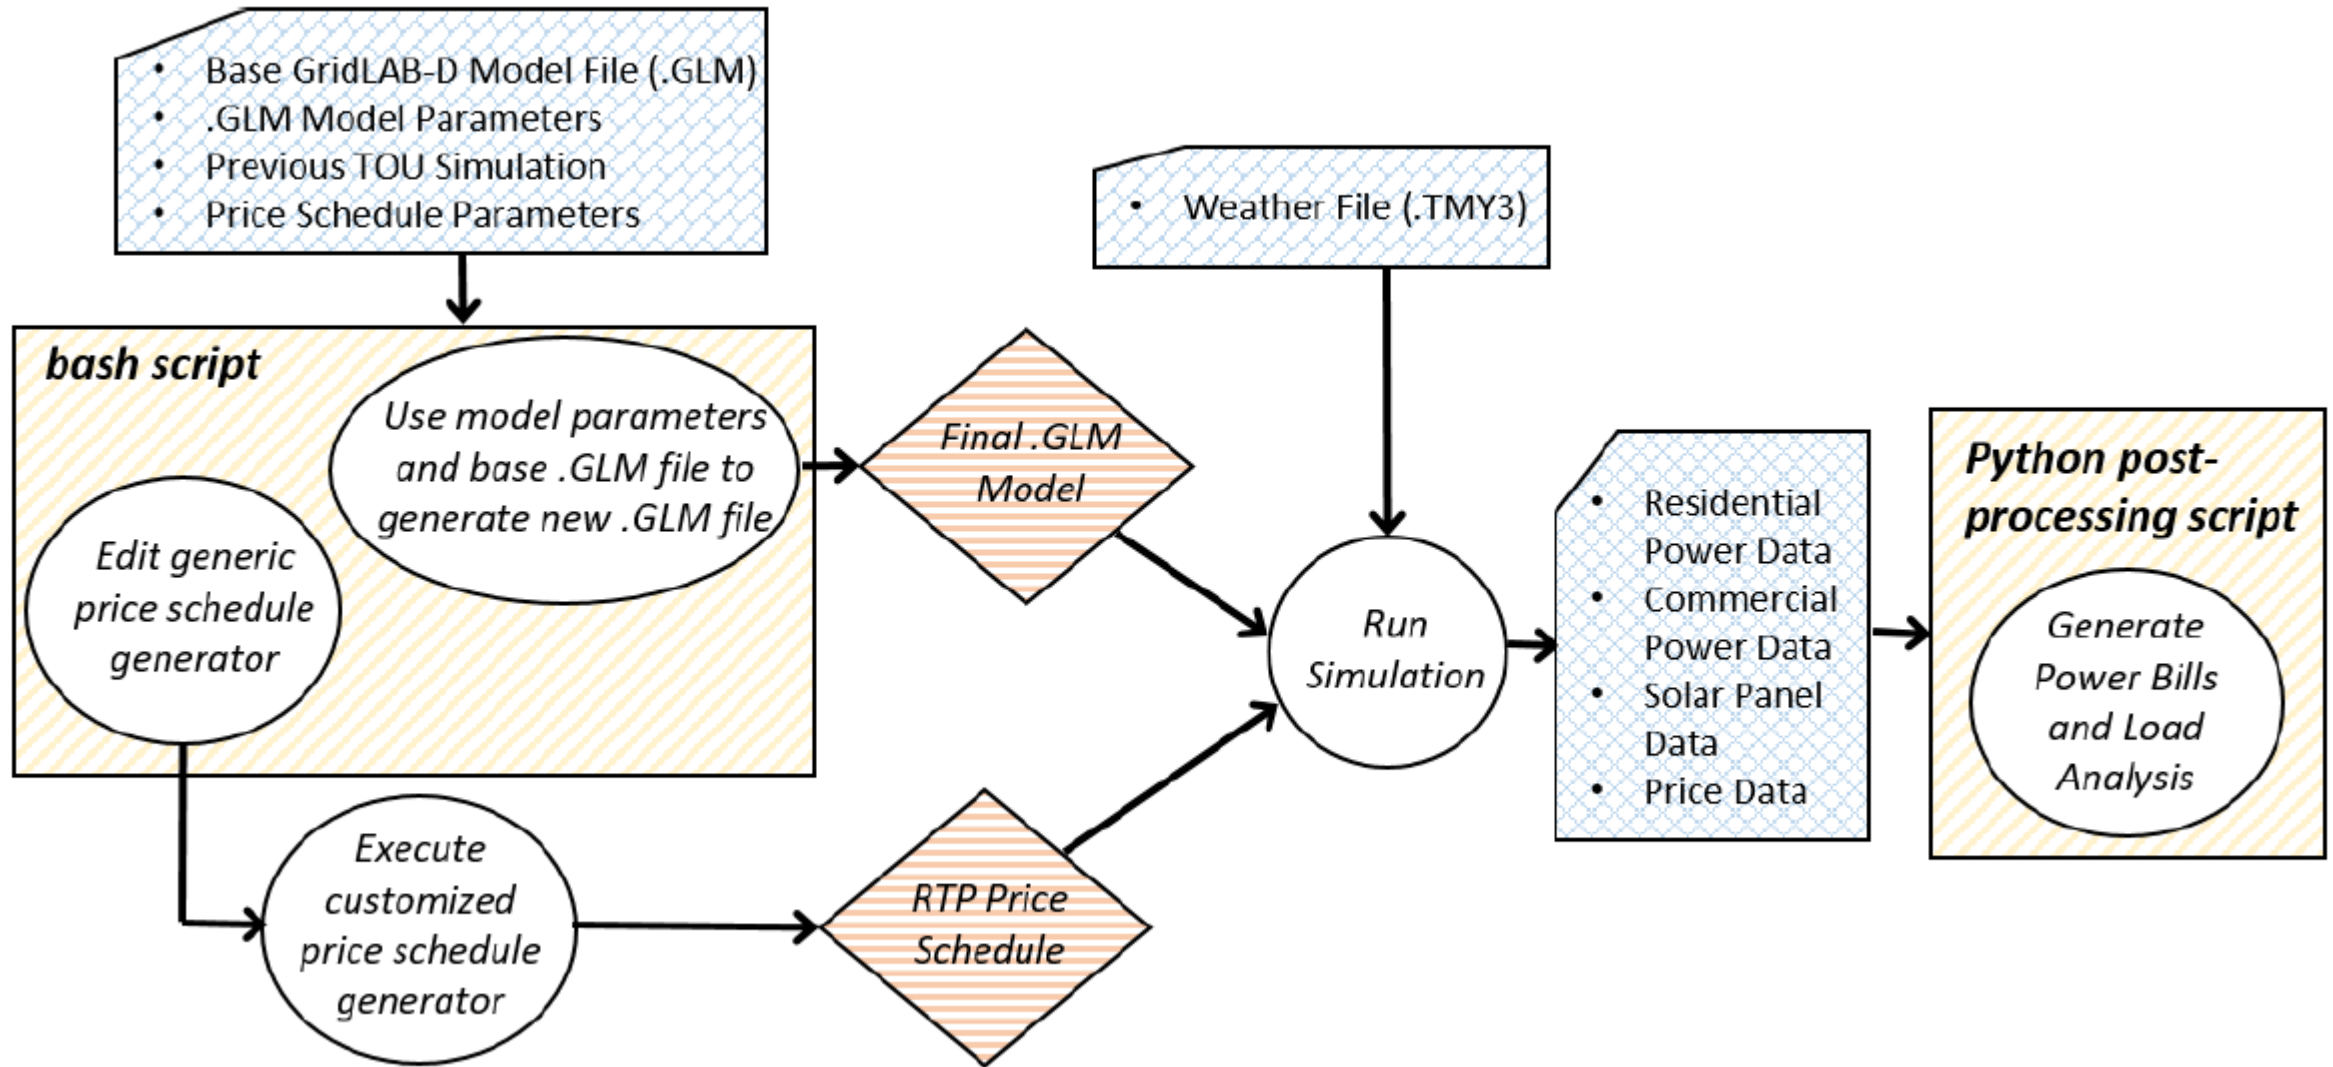 • Base GridLAB-D Model File (.GLM)
• .GLM Model Parameters
• Previous TOU Simulation
• Price Schedule Parameters
• Weather File (.TMY3)
bash script
Use model parameters
and base .GLM file to
generate new .GLM file
Edit generic
price schedule
generator
Final .GLM
Model
Run
Simulation
• Residential
Power Data
• Commercial
Power Data
• Solar Panel
Data
• Price Data
Python post-
processing script
Generate
Power Bills
and Load
Analysis
Execute
customized
price schedule
generator
RTP Price
Schedule